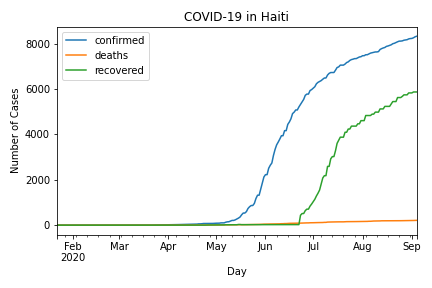 COVID-19 in Haiti
confirmed
deaths
recovered
Number of Cases
8000
6000
4000
2000
0
Feb Mar Apr May Jun Jul Aug Sep
2020
Day